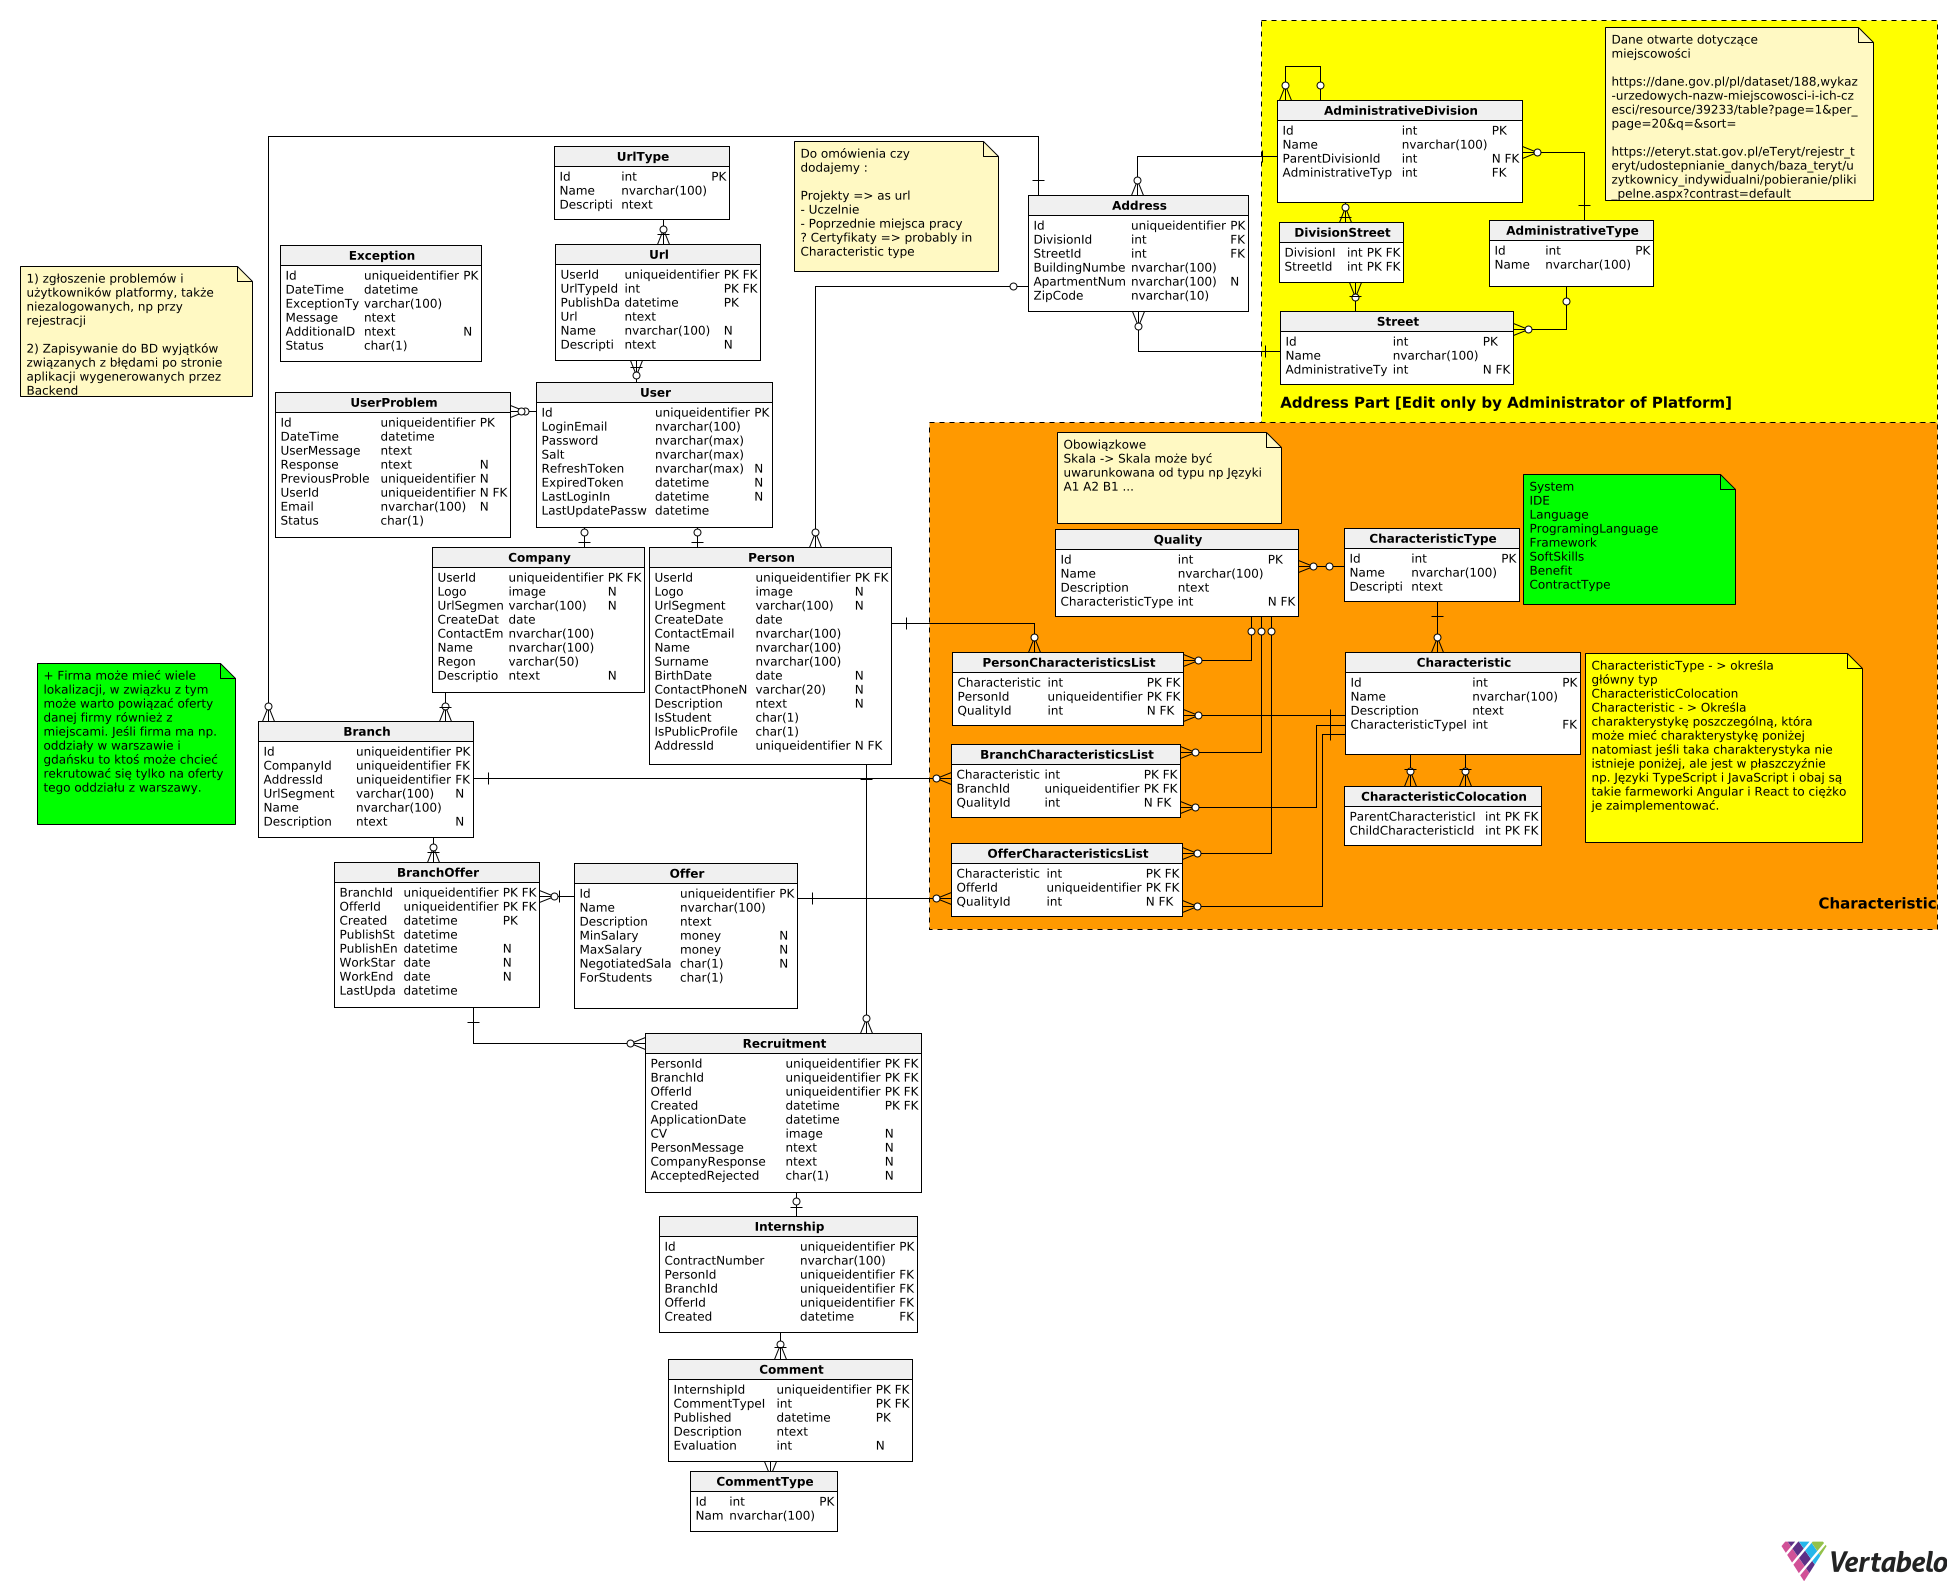 Dane otwarte dotyczące
miejscowości
https://dane.gov.pl/pl/dataset/188,wykaz
-urzedowych-nazw-miejscowosci-i-ich-cz
esci/resource/39233/table?page=1&per_
page=20&q=&sort=
https://eteryt.stat.gov.pl/eTeryt/rejestr_t
eryt/udostepnianie_danych/baza_teryt/u
zytkownicy_indywidualni/pobieranie/pliki
_pelne.aspx?contrast=default
AdministrativeDivision
Id int PK
Name nvarchar(100)
ParentDivisionId int N FK
AdministrativeTyp int FK
UrlType
Id int PK
Name nvarchar(100)
Descripti ntext
Do omówienia czy
dodajemy :
Projekty => as url
- Uczelnie
- Poprzednie miejsca pracy
? Certyfikaty => probably in
Characteristic type
Address
Id uniqueidentifier PK
DivisionId int FK
StreetId int FK
BuildingNumbe nvarchar(100)
ApartmentNum nvarchar(100) N
ZipCode nvarchar(10)
DivisionStreet
DivisionI int PK FK
StreetId int PK FK
AdministrativeType
Id int PK
Name nvarchar(100)
Street
Id int PK
Name nvarchar(100)
AdministrativeTy int N FK
Address Part [Edit only by Administrator of Platform]
Exception
Id uniqueidentifier PK
DateTime datetime
ExceptionTy varchar(100)
Message ntext
AdditionalD ntext N
Status char(1)
Url
UserId uniqueidentifier PK FK
UrlTypeId int PK FK
PublishDa datetime PK
Url ntext
Name nvarchar(100) N
Descripti ntext N
1) zgłoszenie problemów i
użytkowników platformy, także
niezalogowanych, np przy
rejestracji
2) Zapisywanie do BD wyjątków
związanych z błędami po stronie
aplikacji wygenerowanych przez
Backend
UserProblem
Id uniqueidentifier PK
DateTime datetime
UserMessage ntext
Response ntext N
PreviousProble uniqueidentifier N
UserId uniqueidentifier N FK
Email nvarchar(100) N
Status char(1)
User
Id uniqueidentifier PK
LoginEmail nvarchar(100)
Password nvarchar(max)
Salt nvarchar(max)
RefreshToken nvarchar(max) N
ExpiredToken datetime N
LastLoginIn datetime N
LastUpdatePassw datetime
Obowiązkowe
Skala -> Skala może być
uwarunkowana od typu np Języki
A1 A2 B1 ...
System
IDE
Language
ProgramingLanguage
Framework
SoftSkills
Benefit
ContractType
Company
UserId uniqueidentifier PK FK
Logo image N
UrlSegmen varchar(100) N
CreateDat date
ContactEm nvarchar(100)
Name nvarchar(100)
Regon varchar(50)
Descriptio ntext N
Person
UserId uniqueidentifier PK FK
Logo image N
UrlSegment varchar(100) N
CreateDate date
ContactEmail nvarchar(100)
Name nvarchar(100)
Surname nvarchar(100)
BirthDate date N
ContactPhoneN varchar(20) N
Description ntext N
IsStudent char(1)
IsPublicProfile char(1)
AddressId uniqueidentifier N FK
Quality
Id int PK
Name nvarchar(100)
Description ntext
CharacteristicType int N FK
CharacteristicType
Id int PK
Name nvarchar(100)
Descripti ntext
+ Firma może mieć wiele
lokalizacji, w związku z tym
może warto powiązać oferty
danej firmy również z
miejscami. Jeśli firma ma np.
oddziały w warszawie i
gdańsku to ktoś może chcieć
rekrutować się tylko na oferty
tego oddziału z warszawy.
PersonCharacteristicsList
Characteristic int PK FK
PersonId uniqueidentifier PK FK
QualityId int N FK
Characteristic
Id int PK
Name nvarchar(100)
Description ntext
CharacteristicTypeI int FK
CharacteristicType - > określa
główny typ
CharacteristicColocation
Characteristic - > Określa
charakterystykę poszczególną, która
może mieć charakterystykę poniżej
natomiast jeśli taka charakterystyka nie
istnieje poniżej, ale jest w płaszczyźnie
np. Języki TypeScript i JavaScript i obaj są
takie farmeworki Angular i React to ciężko
je zaimplementować.
Branch
Id uniqueidentifier PK
CompanyId uniqueidentifier FK
AddressId uniqueidentifier FK
UrlSegment varchar(100) N
Name nvarchar(100)
Description ntext N
BranchCharacteristicsList
Characteristic int PK FK
BranchId uniqueidentifier PK FK
QualityId int N FK
CharacteristicColocation
ParentCharacteristicI int PK FK
ChildCharacteristicId int PK FK
BranchOffer
BranchId uniqueidentifier PK FK
OfferId uniqueidentifier PK FK
Created datetime PK
PublishSt datetime
PublishEn datetime N
WorkStar date N
WorkEnd date N
LastUpda datetime
Offer
Id uniqueidentifier PK
Name nvarchar(100)
Description ntext
MinSalary money N
MaxSalary money N
NegotiatedSala char(1) N
ForStudents char(1)
OfferCharacteristicsList
Characteristic int PK FK
OfferId uniqueidentifier PK FK
QualityId int N FK
Characteristic
Recruitment
PersonId uniqueidentifier PK FK
BranchId uniqueidentifier PK FK
OfferId uniqueidentifier PK FK
Created datetime PK FK
ApplicationDate datetime
CV image N
PersonMessage ntext N
CompanyResponse ntext N
AcceptedRejected char(1) N
Internship
Id uniqueidentifier PK
ContractNumber nvarchar(100)
PersonId uniqueidentifier FK
BranchId uniqueidentifier FK
OfferId uniqueidentifier FK
Created datetime FK
Comment
InternshipId uniqueidentifier PK FK
CommentTypeI int PK FK
Published datetime PK
Description ntext
Evaluation int N
CommentType
Id int PK
Nam nvarchar(100)
Vertabelo